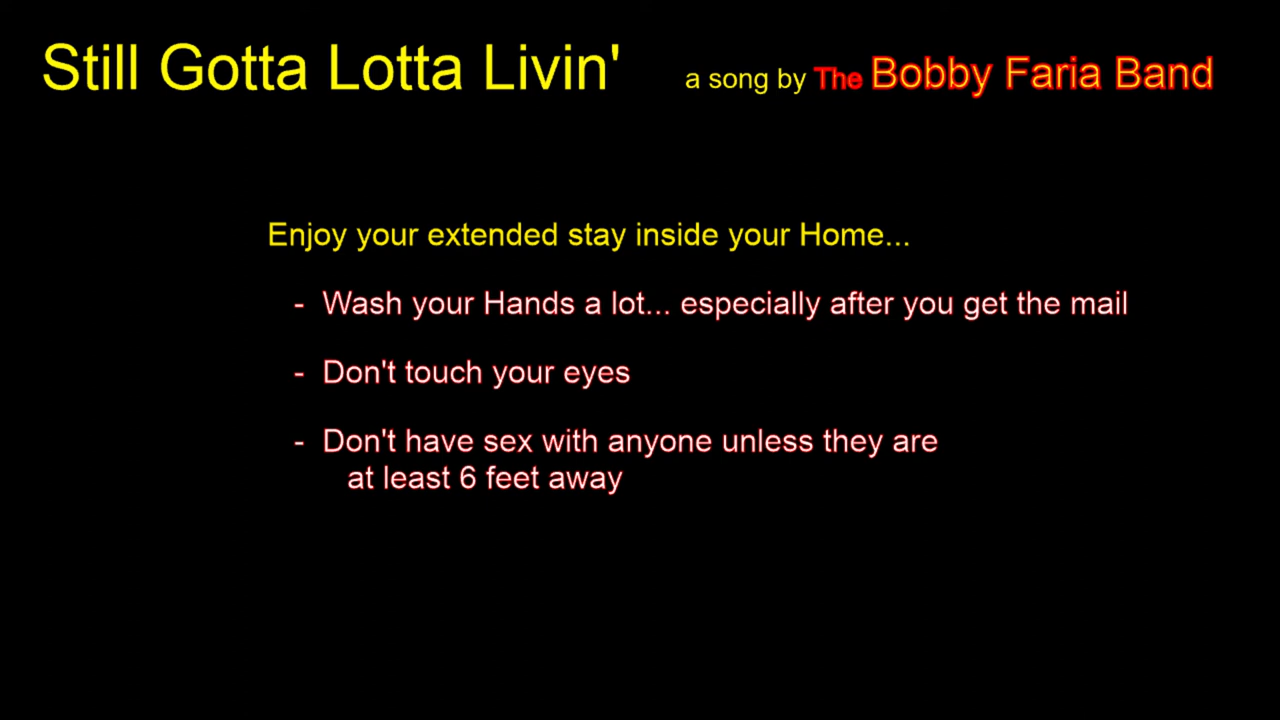 Still Gotta Lotta Livin' a song by The Bobby Faria Band
Enjoy your extended stay inside your Home...
- Wash your Hands a lot... especially after you get the mail
- Don't touch your eyes
- Don't have sex with anyone unless they are
at least 6 feet away